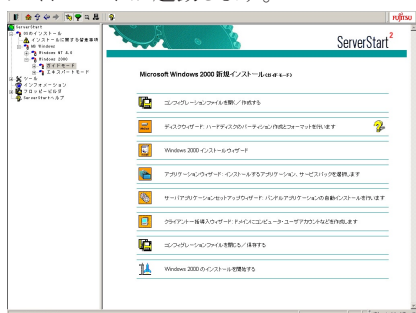 FUJITSU
ServerStart
OSのインストール
インストールに関する留意事項
MS Windows
Windows NT 4.0
Windows 2000
ガイドモード
エキスパートモード
ツール
インフォメーション
フロッピービルダ
ServerStartヘルプ
ServerStart2
Microsoft Windows 2000 新規インストール(ガイドモード)
コンフィグレーションファイルを開く／作成する
ディスクウィザード: ハードディスクのパーティション作成とフォーマットを行います
Windows 2000 インストールウィザード
アプリケーションウィザード: インストールするアプリケーション、サービスパックを選択します
サーバアプリケーションセットアップウィザード: バンドルアプリケーションの自動インストールを行います
クライアント一括導入ウィザード: ドメインにコンピュータ・ユーザアカウントなどを作成します
コンフィグレーションファイルを閉じる／保存する
Windows 2000 のインストールを開始する